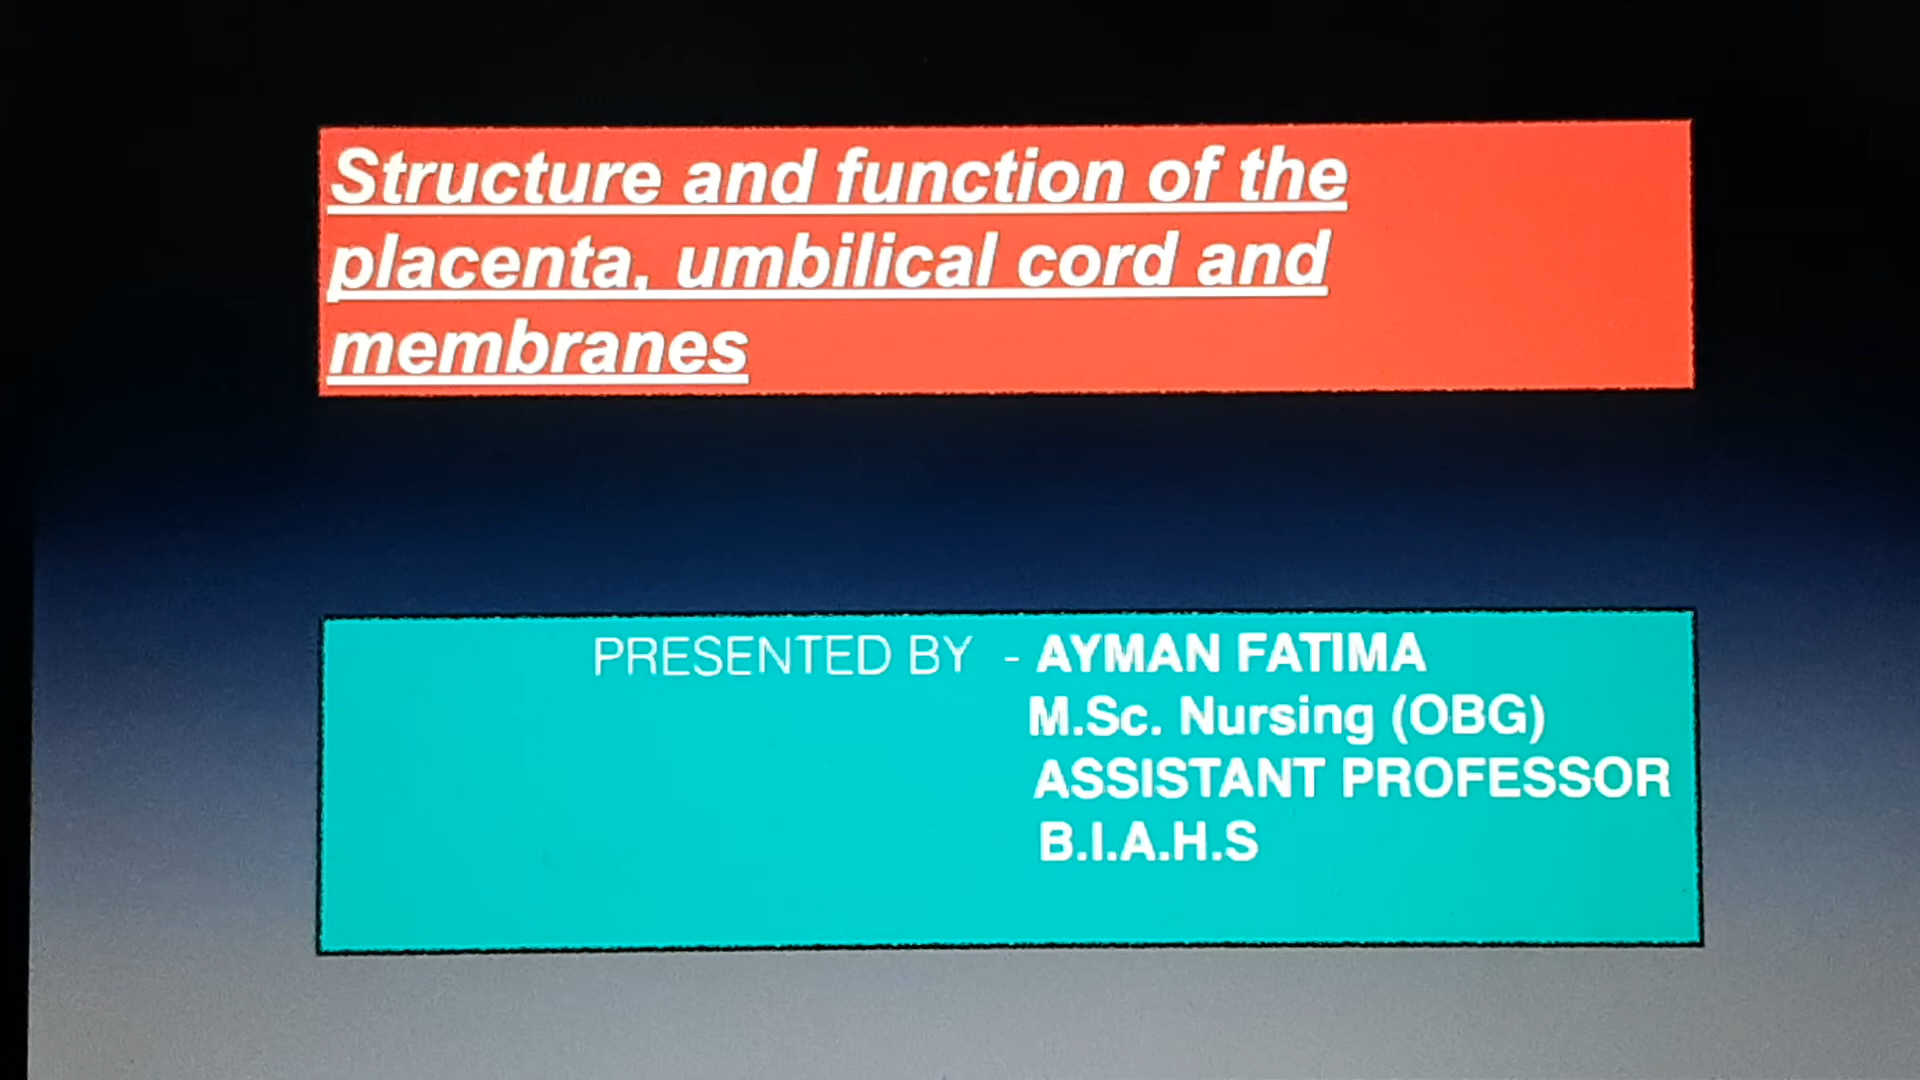 Structure and function of the
placenta, umbilical cord and
membranes
PRESENTED BY - AYMAN FATIMA
M.Sc. Nursing (OBG)
ASSISTANT PROFESSOR
B.I.A.H.S